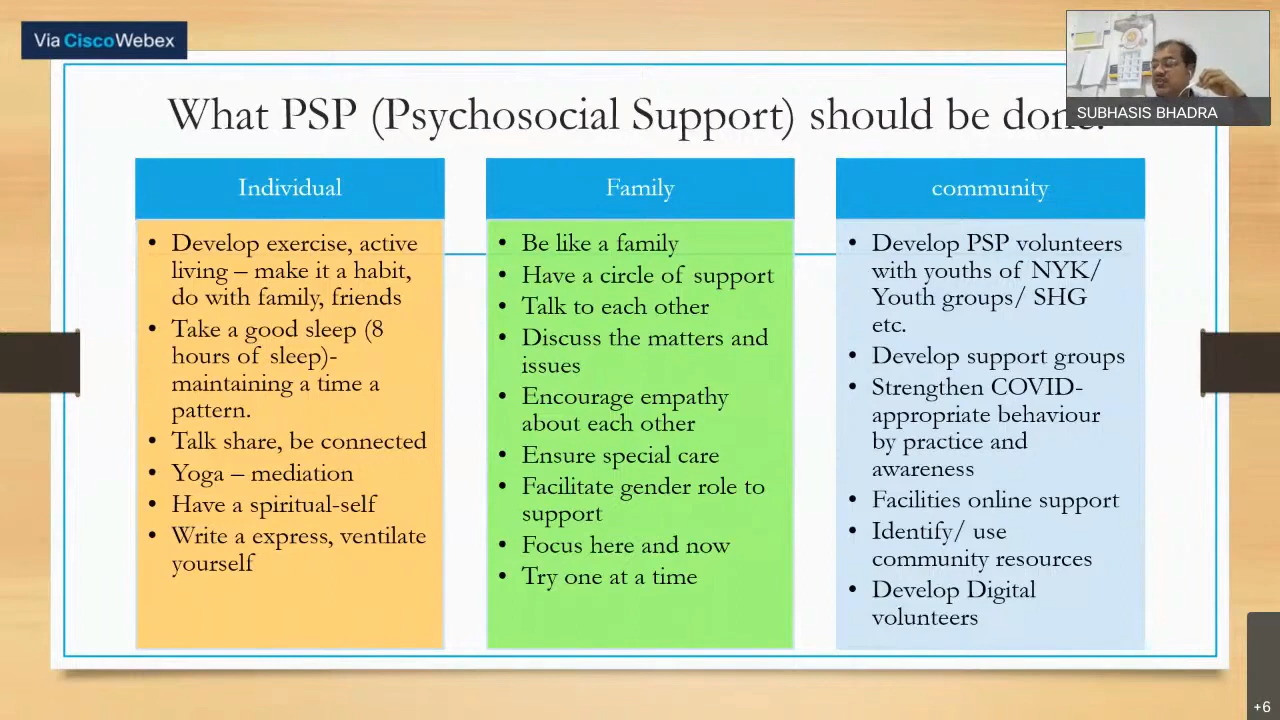 Via CiscoWebex
SUBHASIS BHADRA
What PSP (Psychosocial Support) should be done.
Individual
Develop exercise, active
living – make it a habit,
do with family, friends
Take a good sleep (8
hours of sleep)-
maintaining a time a
pattern.
Talk share, be connected
Yoga – mediation
Have a spiritual-self
Write a express, ventilate
yourself
Family
Be like a family
Have a circle of support
Talk to each other
Discuss the matters and
issues
Encourage empathy
about each other
Ensure special care
Facilitate gender role to
support
Focus here and now
Try one at a time
community
Develop PSP volunteers
with youths of NYK/
Youth groups/ SHG
etc.
Develop support groups
Strengthen COVID-
appropriate behaviour
by practice and
awareness
Facilities online support
Identify/ use
community resources
Develop Digital
volunteers
+6